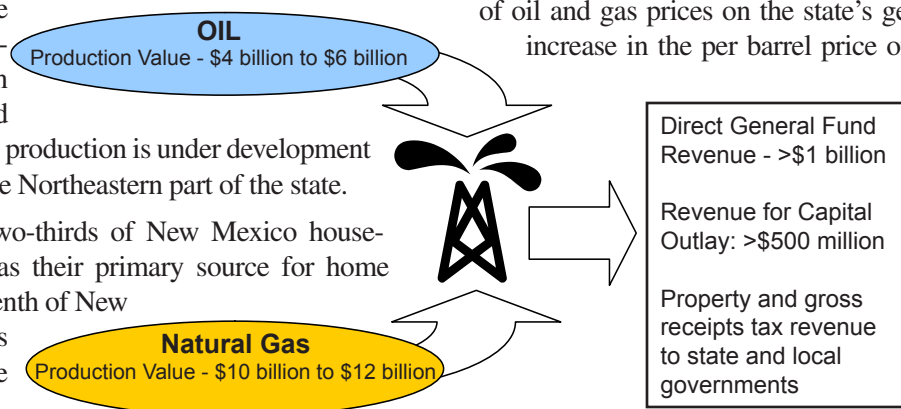 e
of oil and gas prices on the state's ge
OIL
increase in the per barrel price o
Production Value - $4 billion to $6 billion
n
d
production is under development
e Northeastern part of the state.
wo-thirds of New Mexico house-
as their primary source for home
enth of New
s
e
Natural Gas
Production Value - $10 billion to $12 billion
Direct General Fund
Revenue - >$1 billion
Revenue for Capital
Outlay: >$500 million
Property and gross
receipts tax revenue
to state and local
governments